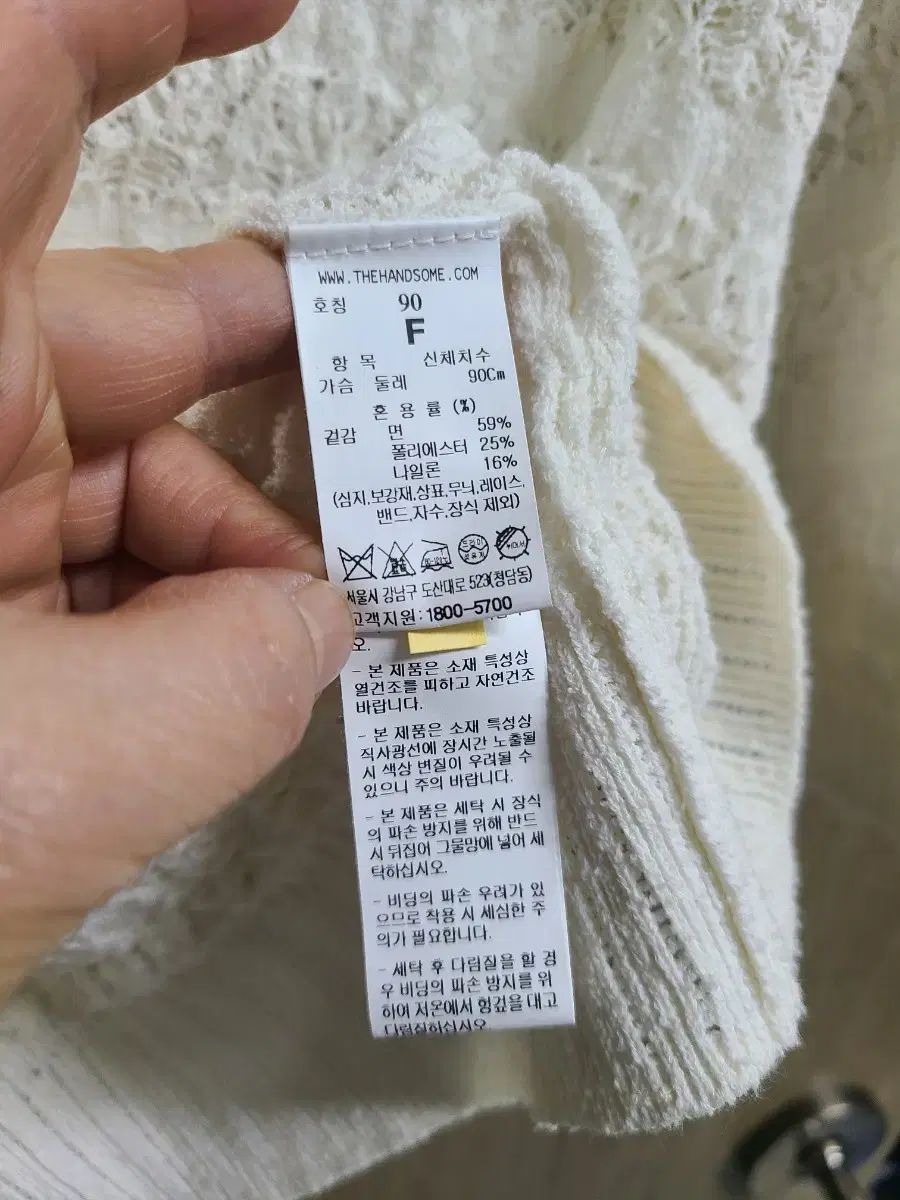 WWW.THEHANDSOME.COM
호칭 90
F
항 목 신체치수
가슴 둘레 90Cm
혼 용 률 (%)
겉감 면 59%
폴리에스터 25%
나일론 16%
(심지,보강재,상표,무늬,레이스,
밴드,자수,장식 제외)
서울시 강남구 도산대로 523(청담동)
고객지원:1800-5700
오.
- 본 제품은 소재 특성상
열건조를 피하고 자연건조
바랍니다.
- 본 제품은 소재 특성상
직사광선에 장시간 노출될
시 색상 변질이 우려될 수
있으니 주의 바랍니다.
- 본 제품은 세탁 시 장식
의 파손 방지를 위해 반드
시 뒤집어 그물망에 넣어 세
탁하십시오.
- 비딩의 파손 우려가 있
으므로 착용 시 세심한 주
의가 필요합니다.
- 세탁 후 다림질을 할 경
우 비딩의 파손 방지를 위
하여 저온에서 헝겊을 대고
다림질하십시오.